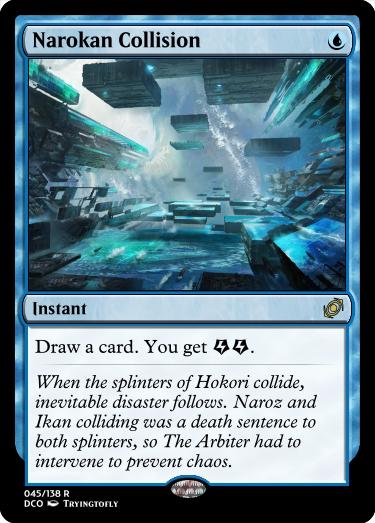 Narokan Collision
Instant
Draw a card. You get .
When the splinters of Hokori collide,
inevitable disaster follows. Naroz and
Ikan colliding was a death sentence to
both splinters, so The Arbiter had to
intervene to prevent chaos.
045/138 R
DCO Tryingtofly